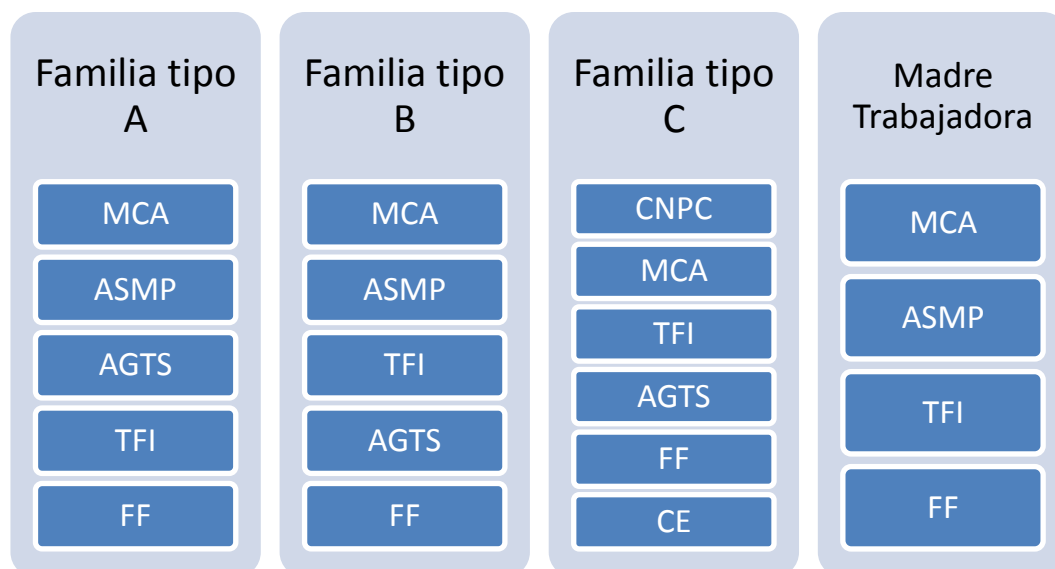 Familia tipo
A
MCA
ASMP
AGTS
TFI
FF
Familia tipo
B
MCA
ASMP
TFI
AGTS
FF
Familia tipo
C
CNPC
MCA
TFI
AGTS
FF
CE
Madre
Trabajadora
MCA
ASMP
TFI
FF